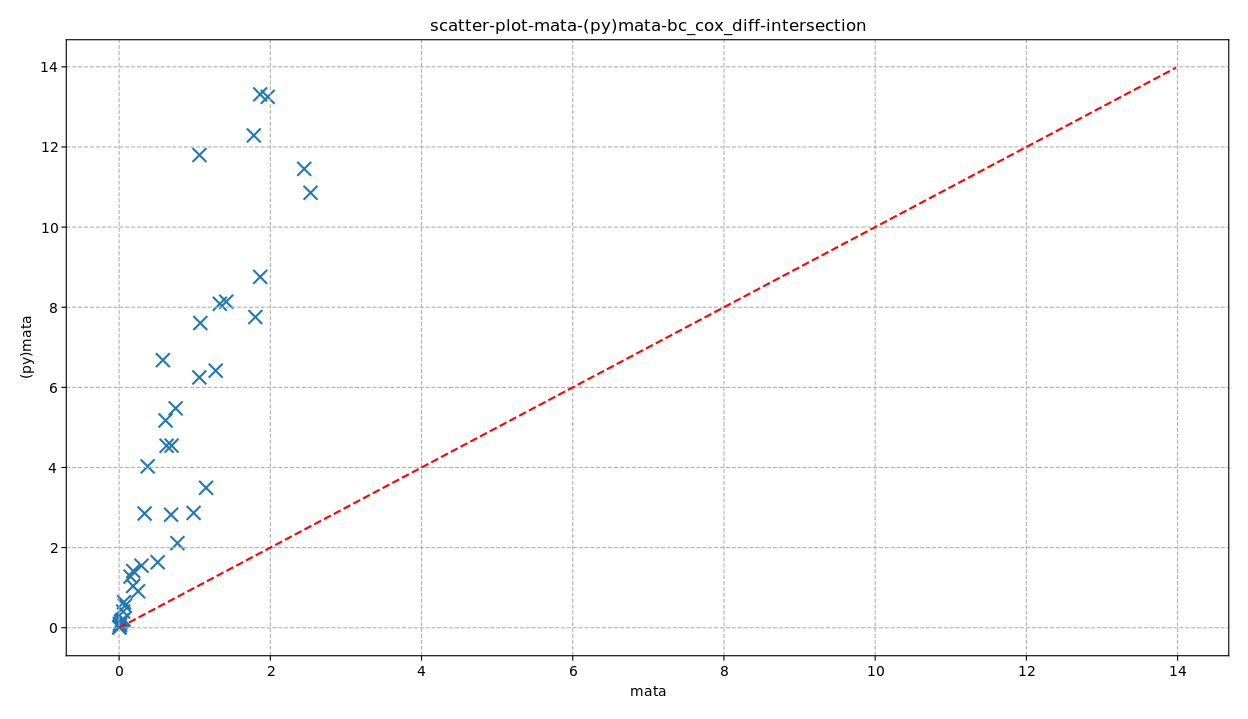 scatter-plot-mata-(py)mata-bc_cox_diff-intersection
14
12
10
8
6
4
2
0
(py)mata
0 2 4 6 8 10 12 14
mata